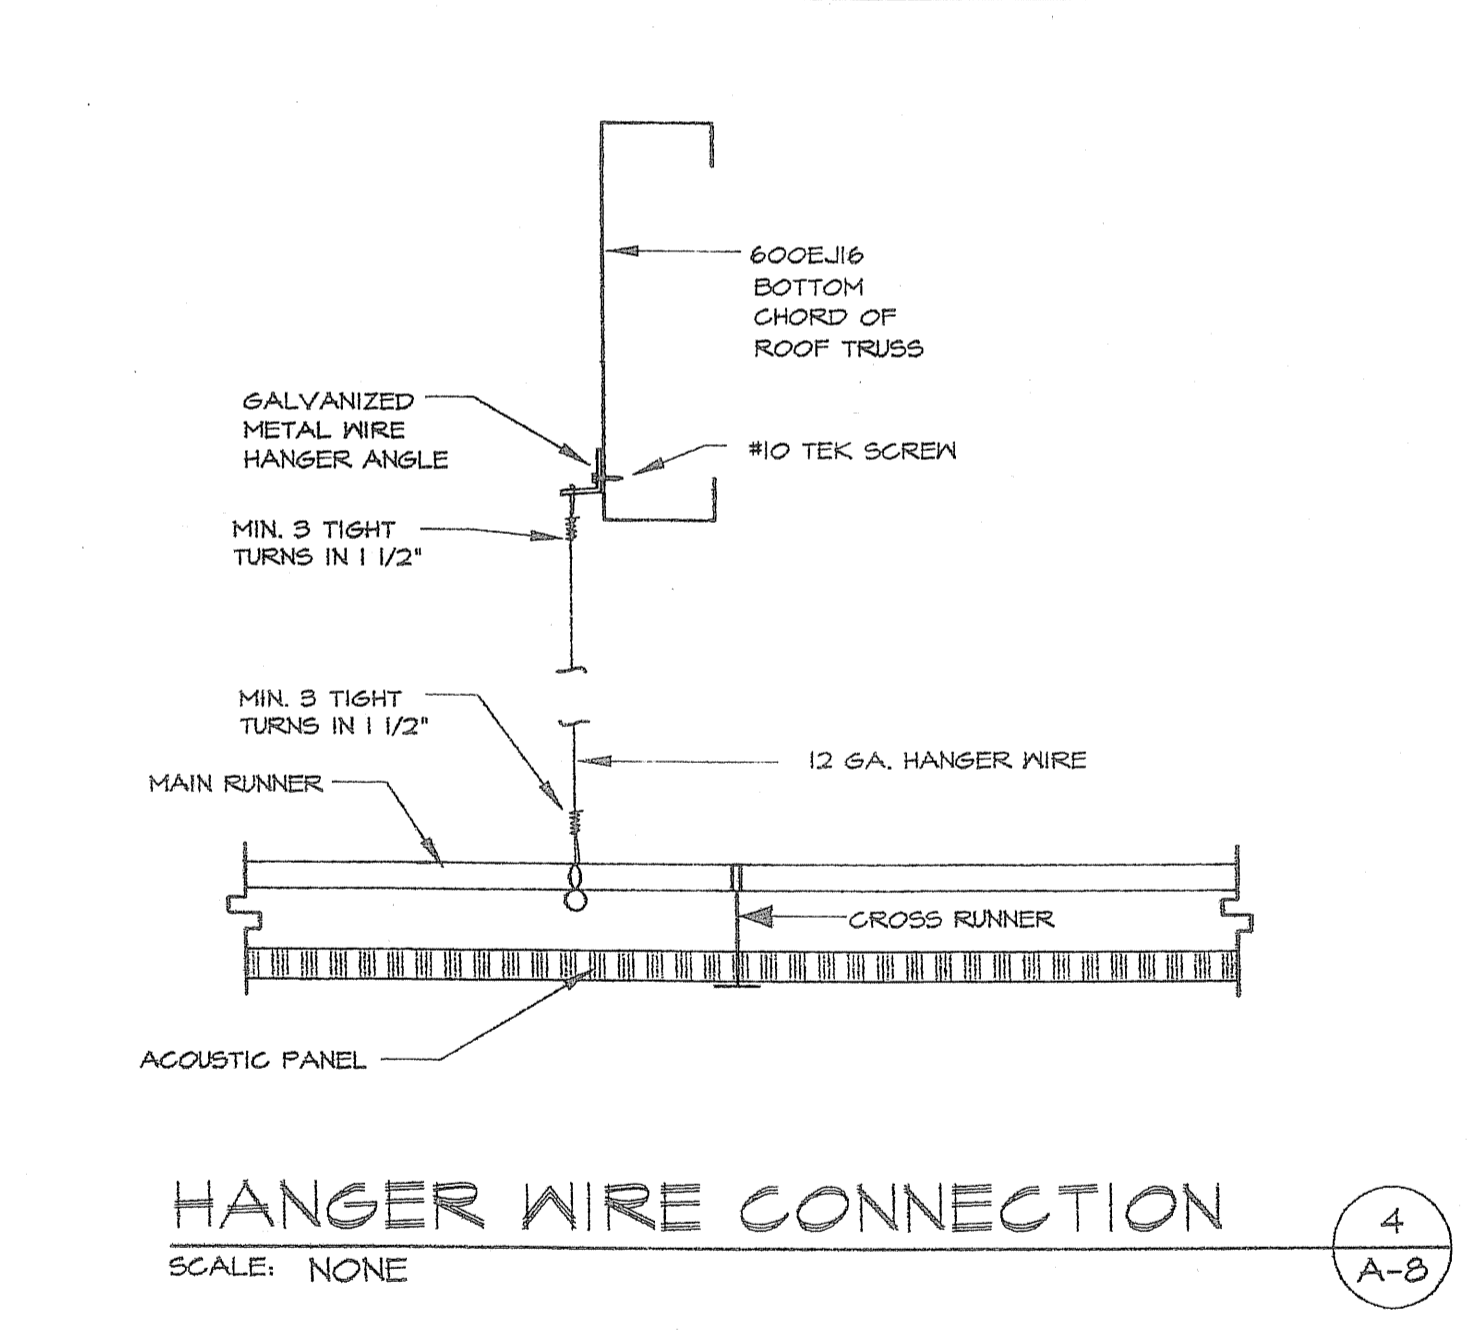 600EJ16
BOTTOM
CHORD OF
ROOF TRUSS
GALVANIZED
METAL WIRE
HANGER ANGLE
#10 TEK SCREW
MIN. 3 TIGHT
TURNS IN 1 1/2"
MIN. 3 TIGHT
TURNS IN 1 1/2"
12 GA. HANGER WIRE
MAIN RUNNER
CROSS RUNNER
ACOUSTIC PANEL
HANGER WIRE CONNECTION
SCALE: NONE
4
A-8